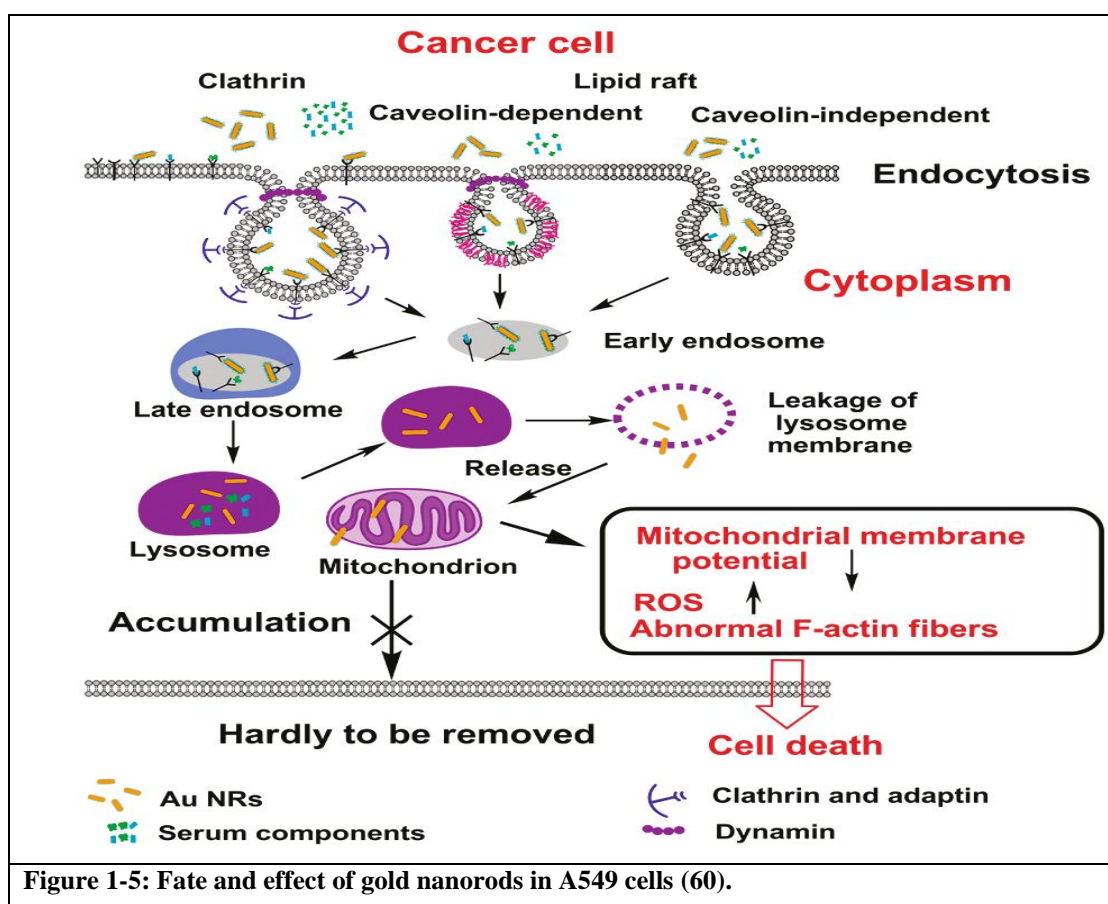 Cancer cell
Clathrin
Lipid raft
Caveolin-dependent
Caveolin-independent
Endocytosis
Cytoplasm
Early endosome
Late endosome
Leakage of
lysosome
membrane
Release
Lysosome
Mitochondrion
Mitochondrial membrane
potential
ROS
Abnormal F-actin fibers
Accumulation
Hardly to be removed
Cell death
Au NRs
Serum components
Clathrin and adaptin
Dynamin
Figure 1-5: Fate and effect of gold nanorods in A549 cells (60).